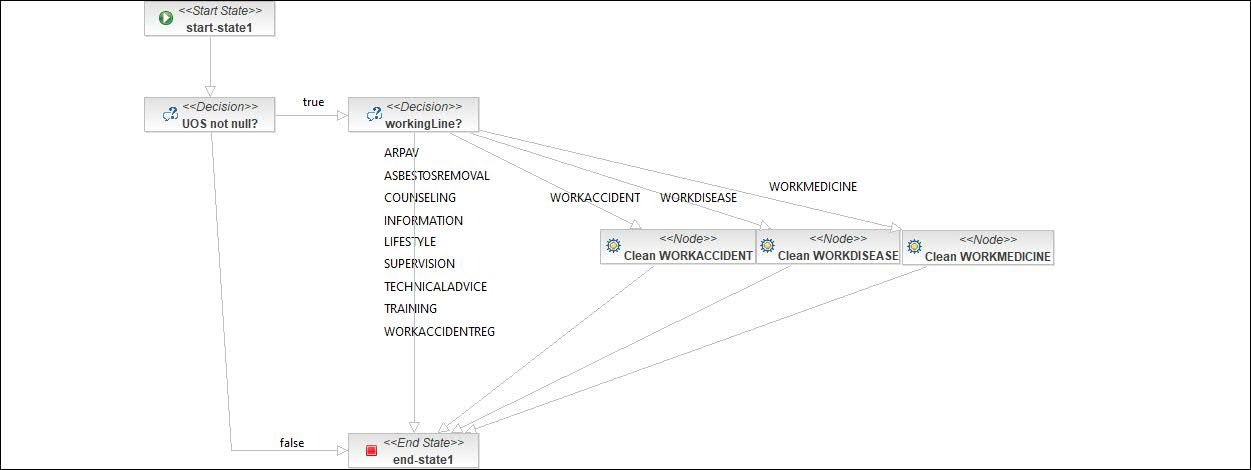 <<Start State>>
start-state1
<<Decision>>
UOS not null?
true
<<Decision>>
workingLine?
ARPAV
ASBESTOSREMOVAL
COUNSELING
INFORMATION
LIFESTYLE
SUPERVISION
TECHNICALADVICE
TRAINING
WORKACCIDENTREG
WORKACCIDENT
WORKDISEASE
WORKMEDICINE
<<Node>>
Clean WORKACCIDENT
<<Node>>
Clean WORKDISEASE
<<Node>>
Clean WORKMEDICINE
false
<<End State>>
end-state1